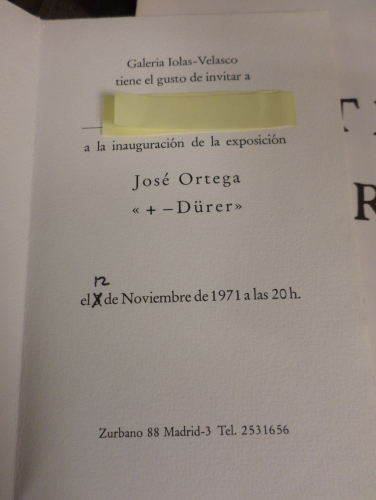 Galeria Iolas-Velasco
tiene el gusto de invitar a
a la inauguración de la exposición
José Ortega
« + – Dürer»
12
el X de Noviembre de 1971 a las 20 h.
Zurbano 88 Madrid-3 Tel. 2531656
T
R